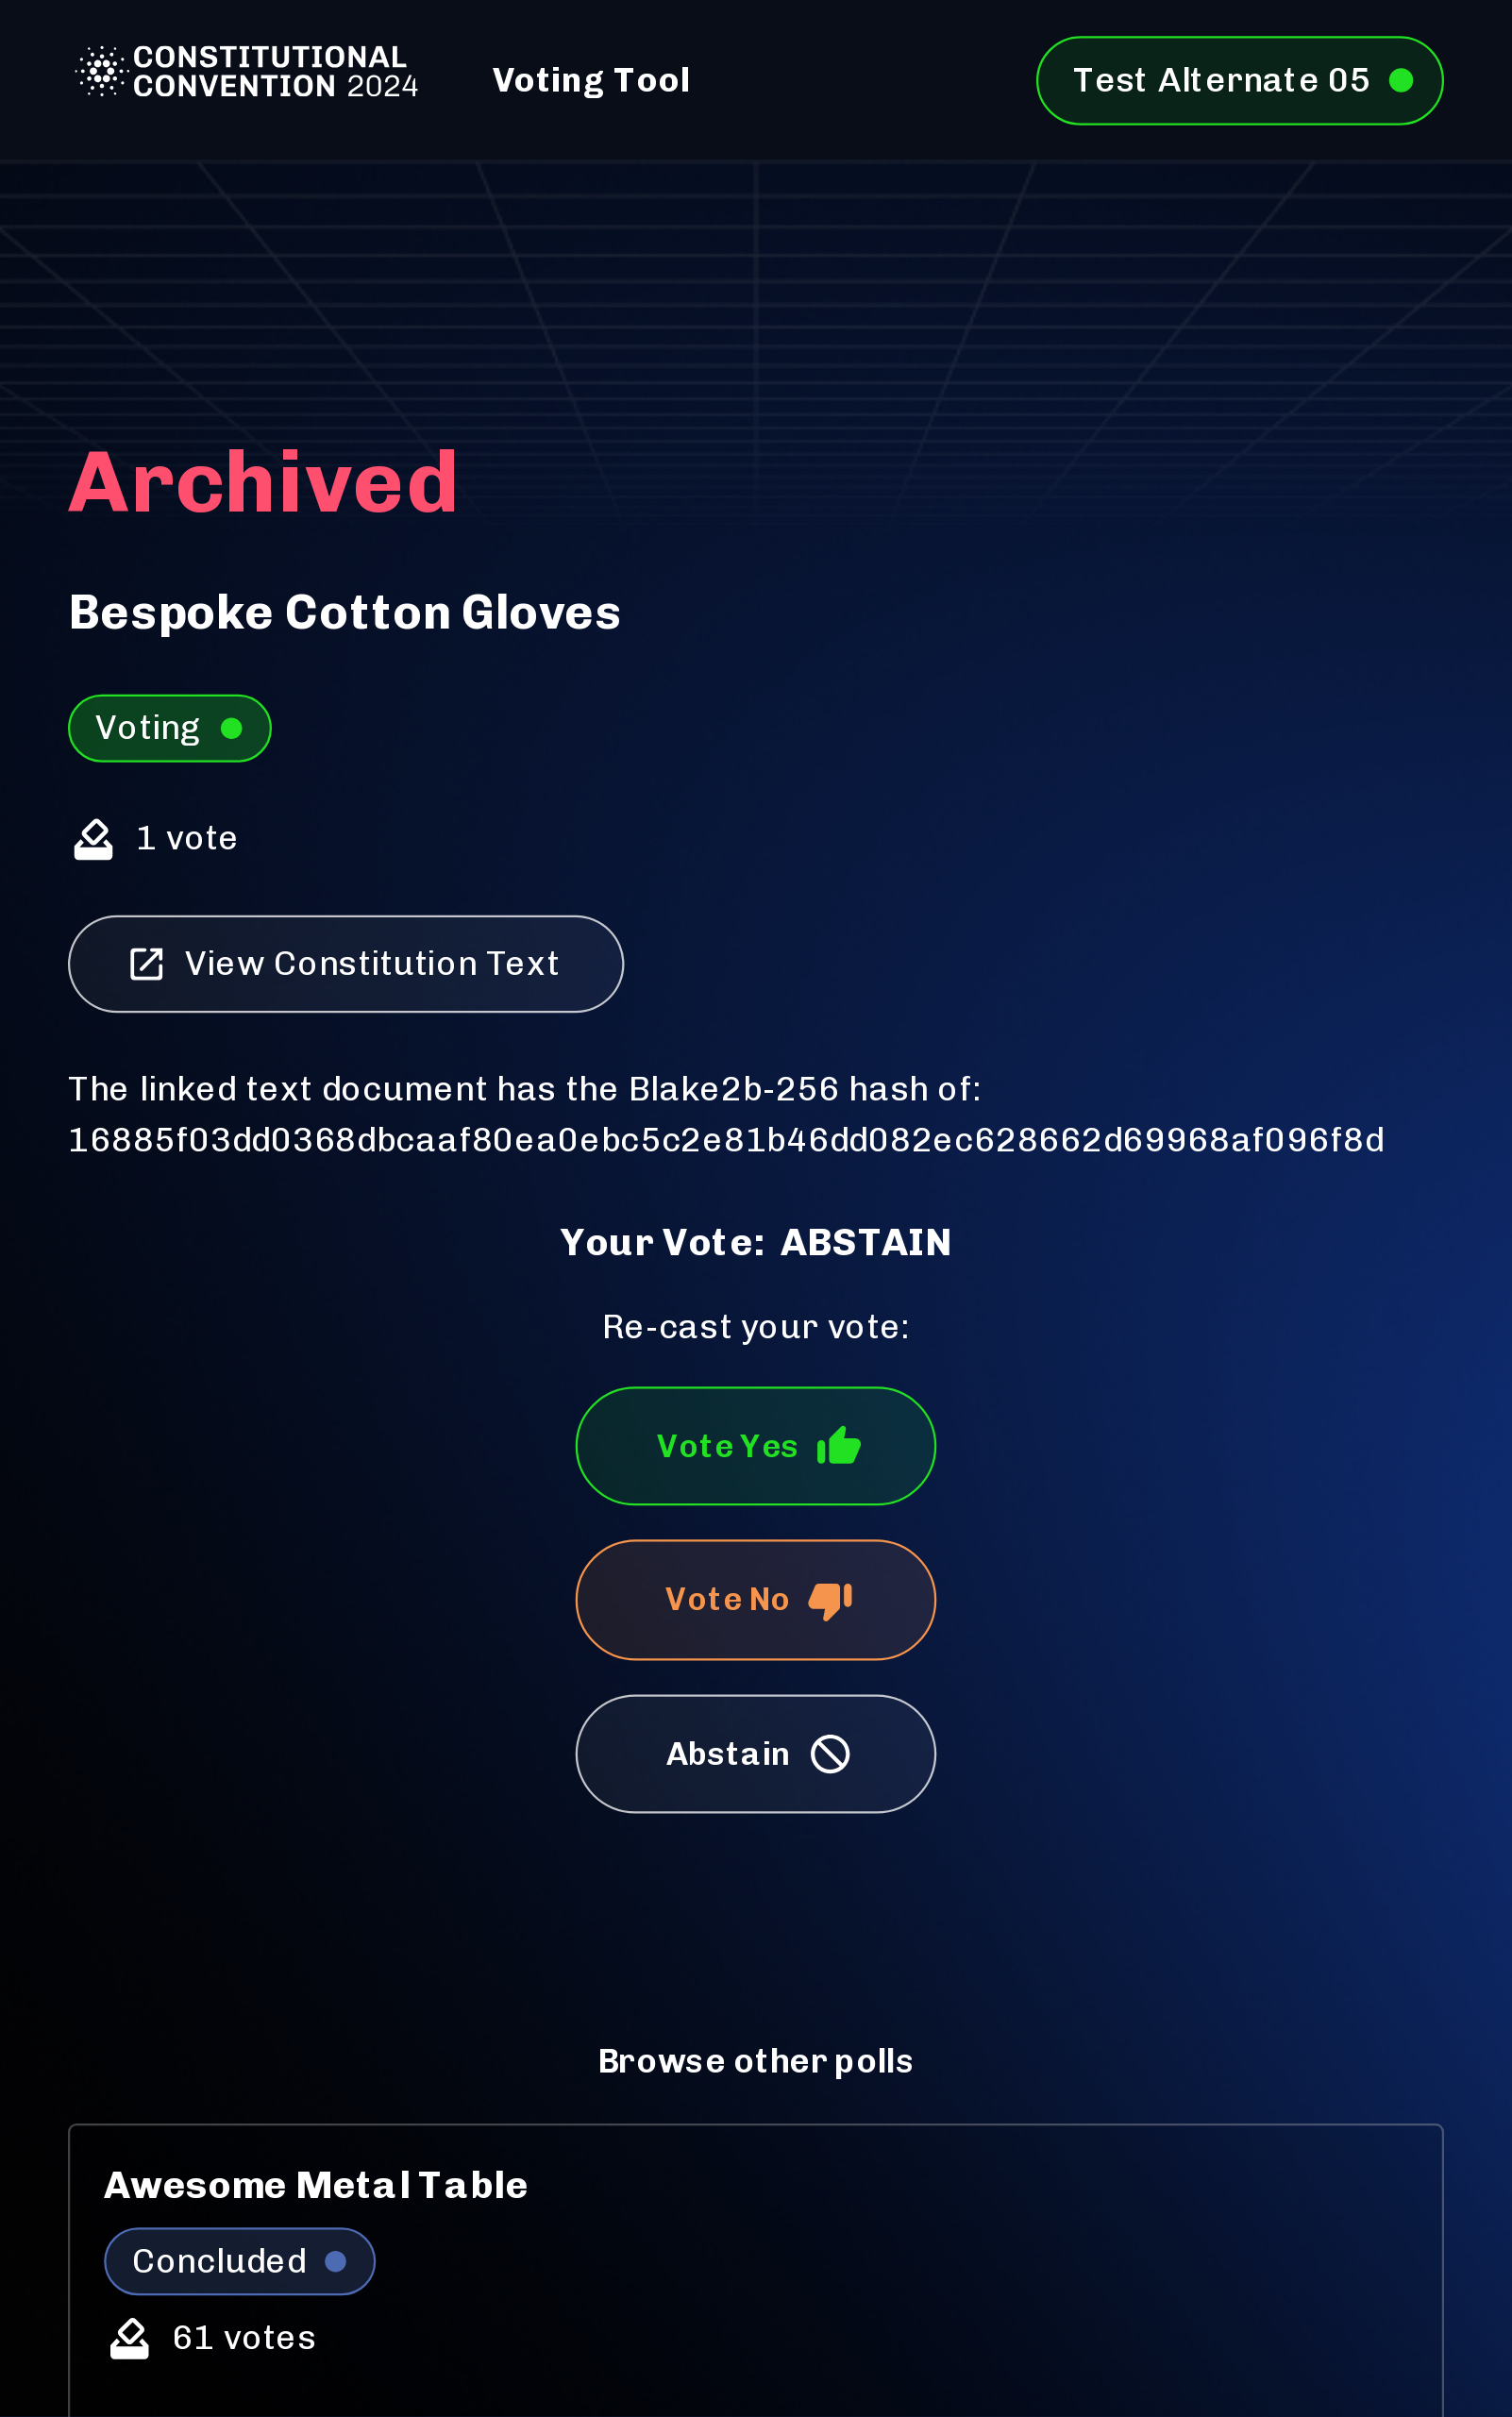 CONSTITUTIONAL
CONVENTION 2024
Voting Tool
Test Alternate 05
Archived
Bespoke Cotton Gloves
Voting
1 vote
View Constitution Text
The linked text document has the Blake2b-256 hash of:
16885f03dd0368dbcaaf80ea0ebc5c2e81b46dd082ec628662d69968af096f8d
Your Vote: ABSTAIN
Re-cast your vote:
Vote Yes
Vote No
Abstain
Browse other polls
Awesome Metal Table
Concluded
61 votes